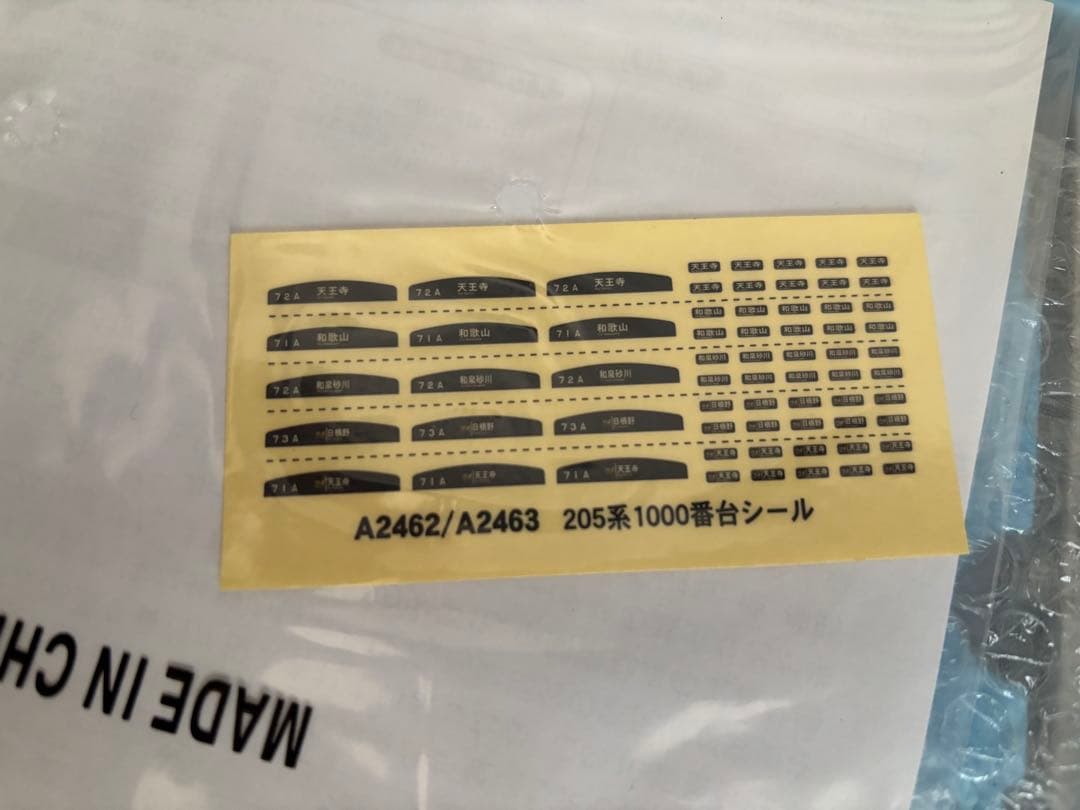 72A 天王寺 72A 天王寺 72A 天王寺 天王寺 天王寺 天王寺 天王寺 天王寺
天王寺 天王寺 天王寺 天王寺 天王寺
71A 和歌山 71A 和歌山 71A 和歌山 和歌山 和歌山 和歌山 和歌山 和歌山
和歌山 和歌山 和歌山 和歌山 和歌山
72A 和泉砂川 72A 和泉砂川 72A 和泉砂川 和泉砂川 和泉砂川 和泉砂川 和泉砂川 和泉砂川
和泉砂川 和泉砂川 和泉砂川 和泉砂川 和泉砂川
73A 日根野 73A 日根野 73A 日根野 日根野 日根野 日根野 日根野 日根野
日根野 日根野 日根野 日根野 日根野
71A 天王寺 71A 天王寺 71A 天王寺 天王寺 天王寺 天王寺 天王寺 天王寺
天王寺 天王寺 天王寺 天王寺 天王寺
A2462/A2463 205系1000番台シール
MADE IN CH